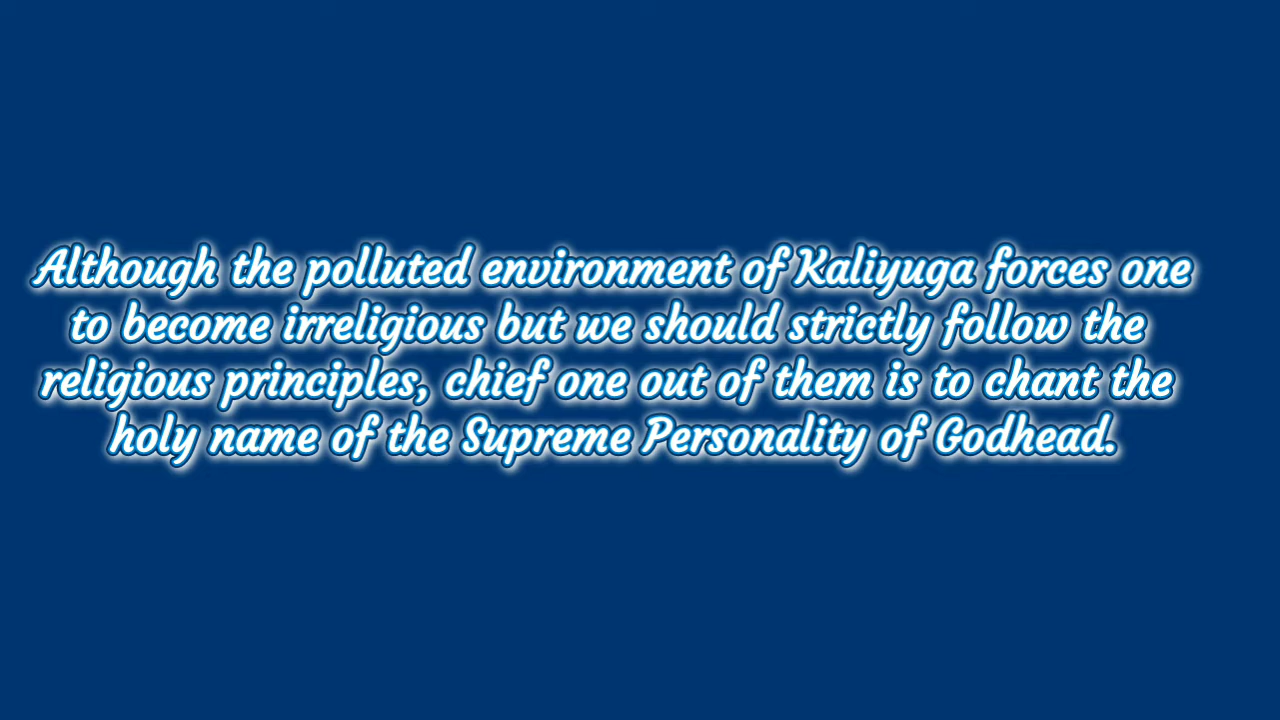 Although the polluted environment of Kaliyuga forces one
to become irreligious but we should strictly follow the
religious principles, chief one out of them is to chant the
holy name of the Supreme Personality of Godhead.